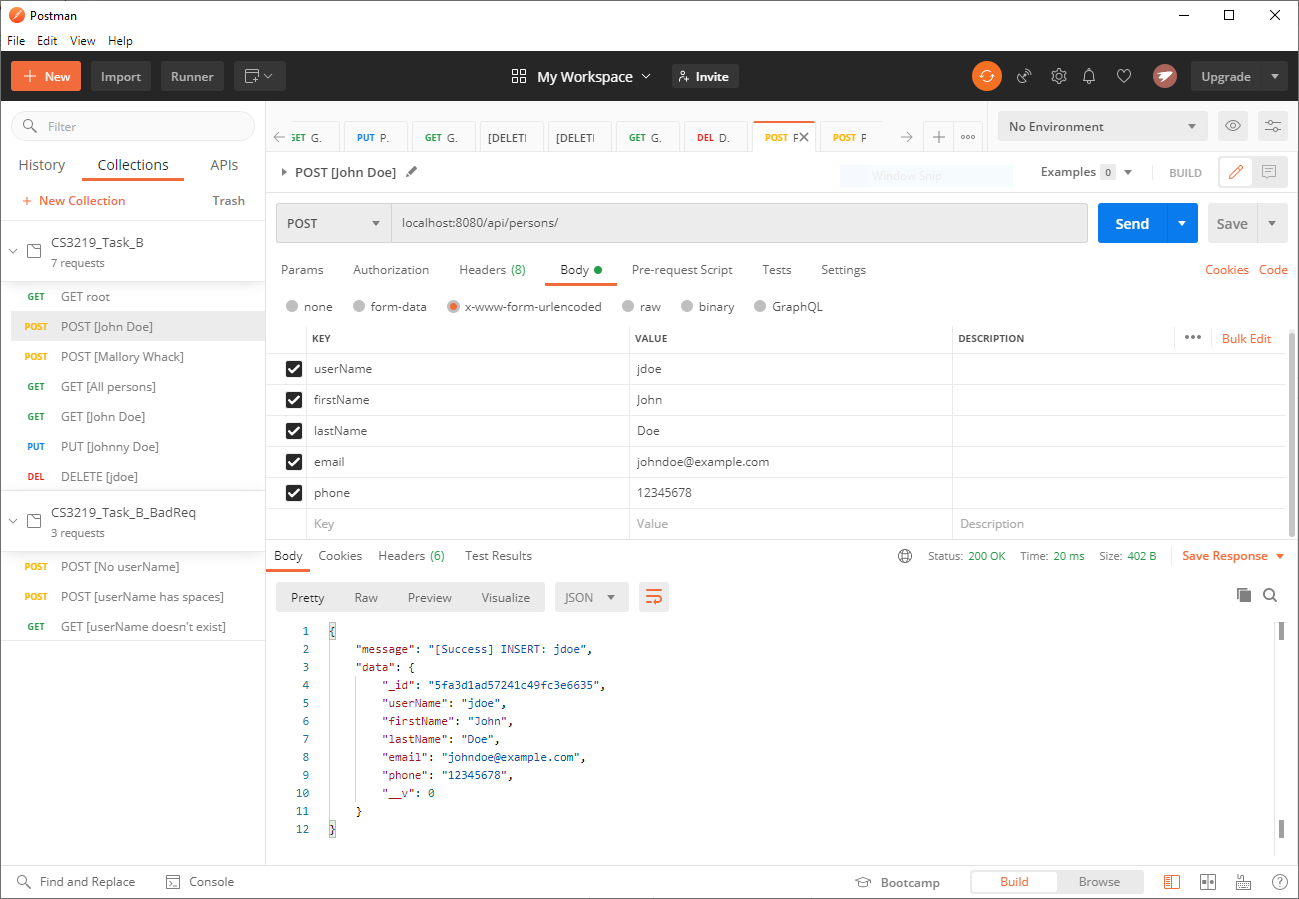 Postman
File Edit View Help
New Import Runner My Workspace Invite Upgrade
Filter
History Collections APIs
New Collection Trash
CS3219_Task_B
7 requests
GET GET root
POST POST [John Doe]
POST POST [Mallory Whack]
GET GET [All persons]
GET GET [John Doe]
PUT PUT [Johnny Doe]
DEL DELETE [jdoe]
CS3219_Task_B_BadReq
3 requests
POST POST [No userName]
POST POST [userName has spaces]
GET GET [userName doesn't exist]
GET G. PUT P. GET G. [DELETI [DELETI GET G. DEL D. POST F POST F
No Environment
POST [John Doe] Window Snip Examples 0 BUILD
POST localhost:8080/api/persons/ Send Save
Params Authorization Headers (8) Body Pre-request Script Tests Settings Cookies Code
none form-data x-www-form-urlencoded raw binary GraphQL
KEY VALUE DESCRIPTION ••• Bulk Edit
userName jdoe
firstName John
lastName Doe
email johndoe@example.com
phone 12345678
Key Value Description
Body Cookies Headers (6) Test Results Status: 200 OK Time: 20 ms Size: 402 B Save Response
Pretty Raw Preview Visualize JSON
1 {
2 "message": "[Success] INSERT: jdoe",
3 "data": {
4 "_id": "5fa3d1ad57241c49fc3e6635",
5 "userName": "jdoe",
6 "firstName": "John",
7 "lastName": "Doe",
8 "email": "johndoe@example.com",
9 "phone": "12345678",
10 "__v": 0
11 }
12 }
Find and Replace Console Bootcamp Build Browse